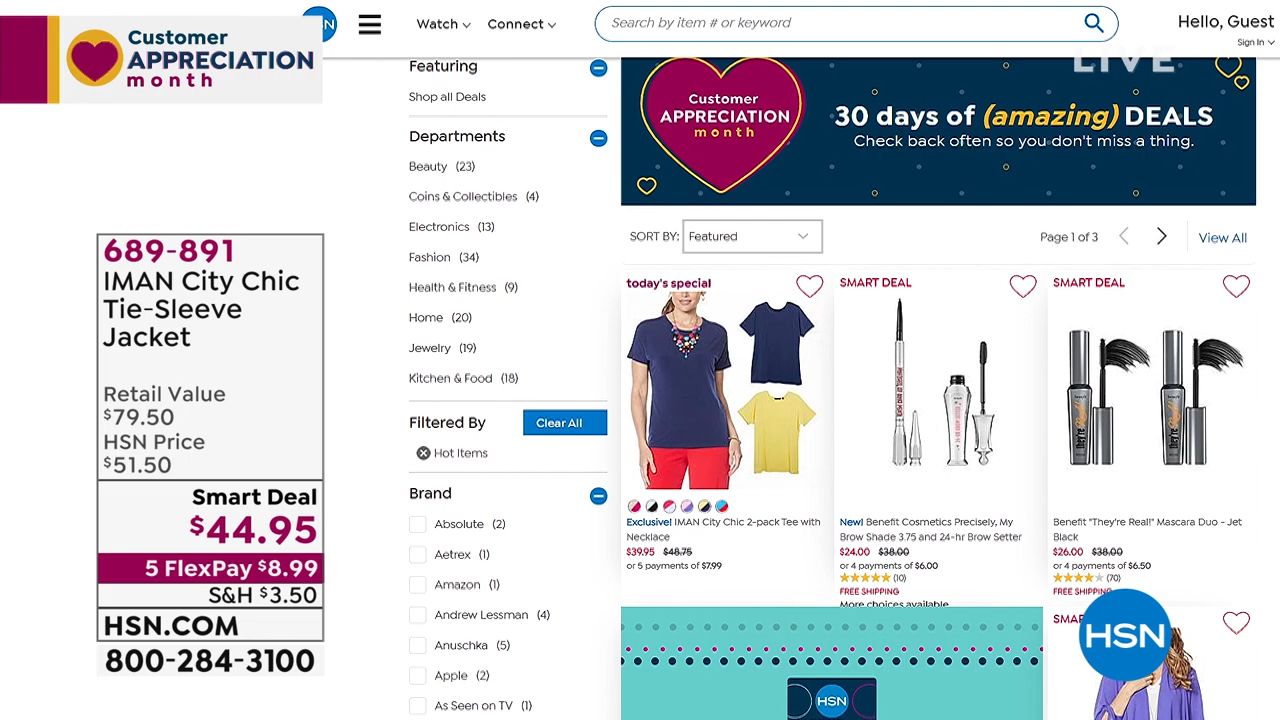 Customer
APPRECIATION
month
Watch
Connect
Search by item # or keyword
Hello, Guest
Sign In
LIVE
689-891
IMAN City Chic
Tie-Sleeve
Jacket
Retail Value
$79.50
HSN Price
$51.50
Smart Deal
$44.95
5 FlexPay $8.99
S&H $3.50
HSN.COM
800-284-3100
Featuring
Shop all Deals
Departments
Beauty (23)
Coins & Collectibles (4)
Electronics (13)
Fashion (34)
Health & Fitness (9)
Home (20)
Jewelry (19)
Kitchen & Food (18)
Filtered By
Clear All
Hot Items
Brand
Absolute (2)
Aetrex (1)
Amazon (1)
Andrew Lessman (4)
Anuschka (5)
Apple (2)
As Seen on TV (1)
Customer
APPRECIATION
month
30 days of (amazing) DEALS
Check back often so you don't miss a thing.
SORT BY: Featured
Page 1 of 3
View All
today's special
Exclusive! IMAN City Chic 2-pack Tee with
Necklace
$39.95 $48.75
or 5 payments of $7.99
SMART DEAL
New! Benefit Cosmetics Precisely, My
Brow Shade 3.75 and 24-hr Brow Setter
$24.00 $38.00
or 4 payments of $6.00
(10)
FREE SHIPPING
More choices available
SMART DEAL
Benefit "They're Real!" Mascara Duo - Jet
Black
$26.00 $38.00
or 4 payments of $6.50
(70)
FREE SHIPPING
HSN
HSN